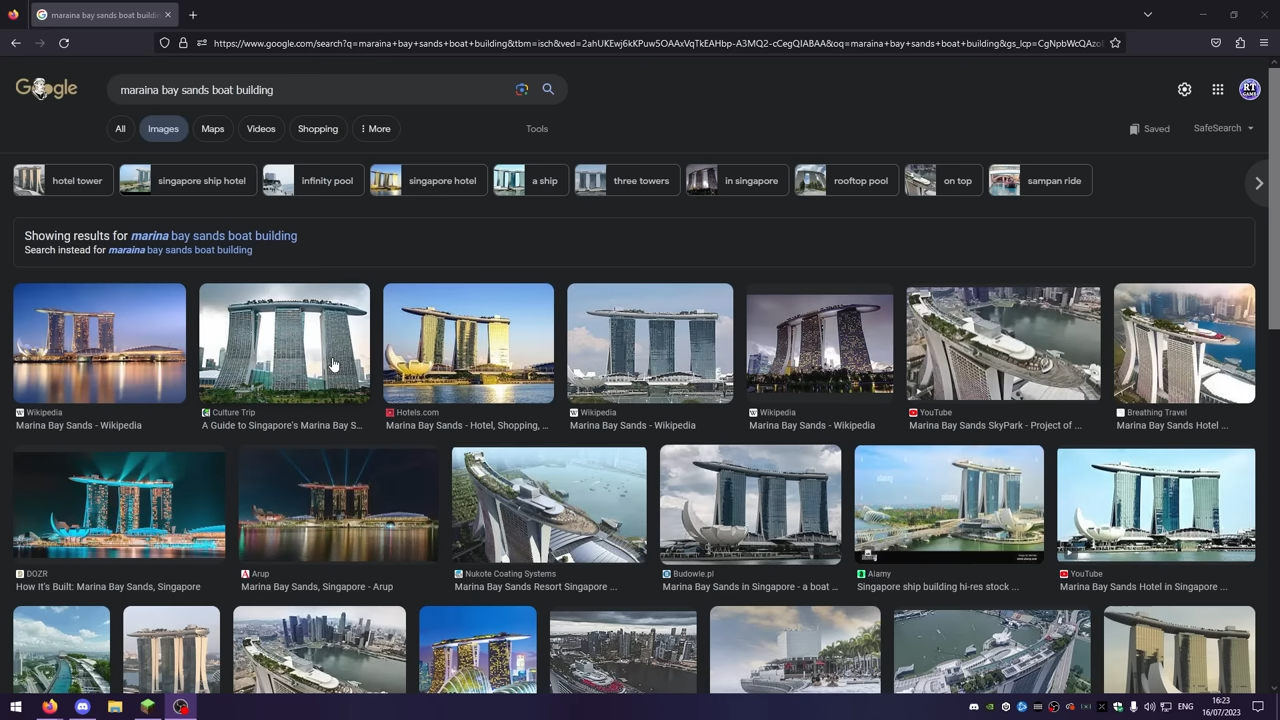 maraina bay sands boat buildin
https://www.google.com/search?q=maraina+bay+sands+boat+building&tbm=isch&ved=2ahUKEwj6kKPuw5OAAxVqTkEAHbp-A3MQ2-cCegQIABAA&oq=maraina+bay+sands+boat+building&gs_lcp=CgNpbWcQAzo
Google
maraina bay sands boat building
All
Images
Maps
Videos
Shopping
More
Tools
Saved
SafeSearch
RT GAME
hotel tower
singapore ship hotel
infinity pool
singapore hotel
a ship
three towers
in singapore
rooftop pool
on top
sampan ride
Showing results for marina bay sands boat building
Search instead for maraina bay sands boat building
Wikipedia
Marina Bay Sands - Wikipedia
Culture Trip
A Guide to Singapore's Marina Bay S...
Hotels.com
Marina Bay Sands - Hotel, Shopping, ...
Wikipedia
Marina Bay Sands - Wikipedia
Wikipedia
Marina Bay Sands - Wikipedia
YouTube
Marina Bay Sands SkyPark - Project of ...
Breathing Travel
Marina Bay Sands Hotel ...
DOZR
How It's Built: Marina Bay Sands, Singapore
Arup
Marina Bay Sands, Singapore - Arup
Nukote Coating Systems
Marina Bay Sands Resort Singapore ...
Budowle.pl
Marina Bay Sands in Singapore - a boat ...
alamy
Alamy
Singapore ship building hi-res stock ...
YouTube
Marina Bay Sands Hotel in Singapore ...
ENG
16:23
16/07/2023